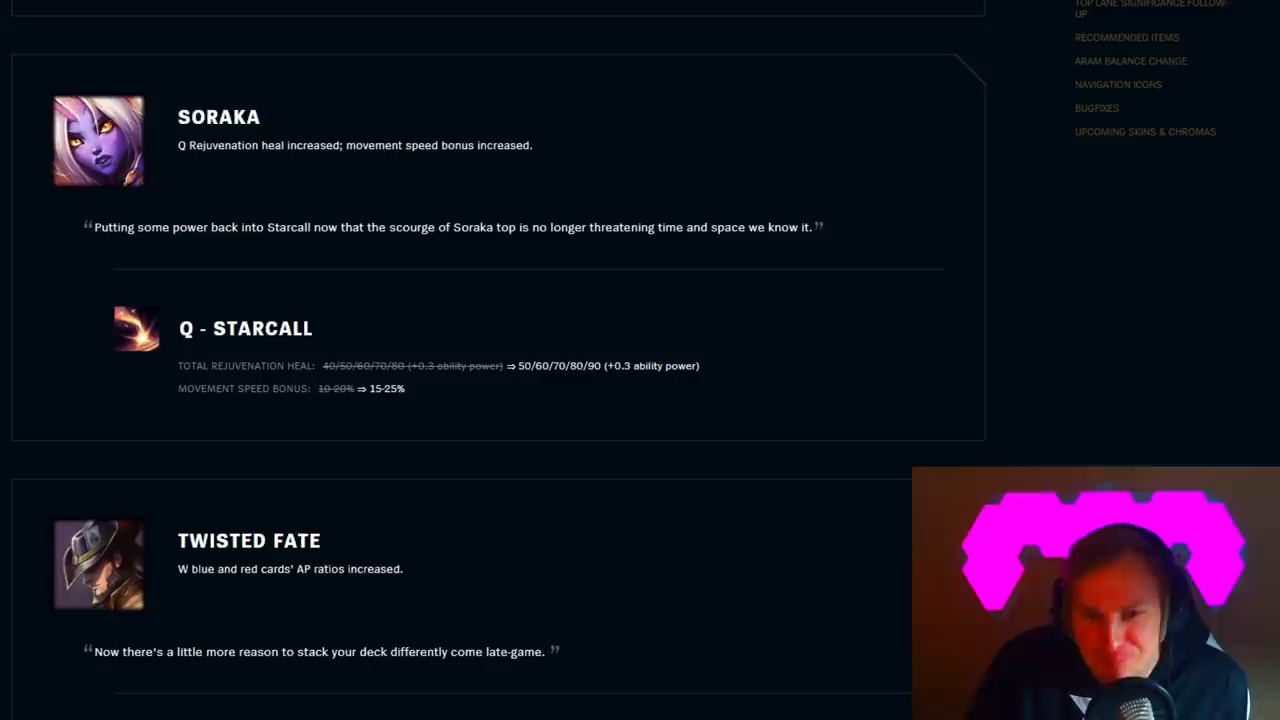 TOP LANE SIGNIFICANCE FOLLOW-
UP
RECOMMENDED ITEMS
ARAM BALANCE CHANGE
NAVIGATION ICONS
BUGFIXES
UPCOMING SKINS & CHROMAS
SORAKA
Q Rejuvenation heal increased; movement speed bonus increased.
“Putting some power back into Starcall now that the scourge of Soraka top is no longer threatening time and space we know it.”
Q - STARCALL
TOTAL REJUVENATION HEAL: 40/50/60/70/80 (+0.3 ability power) ⇒ 50/60/70/80/90 (+0.3 ability power)
MOVEMENT SPEED BONUS: 10-20% ⇒ 15-25%
TWISTED FATE
W blue and red cards' AP ratios increased.
“Now there's a little more reason to stack your deck differently come late-game. ”